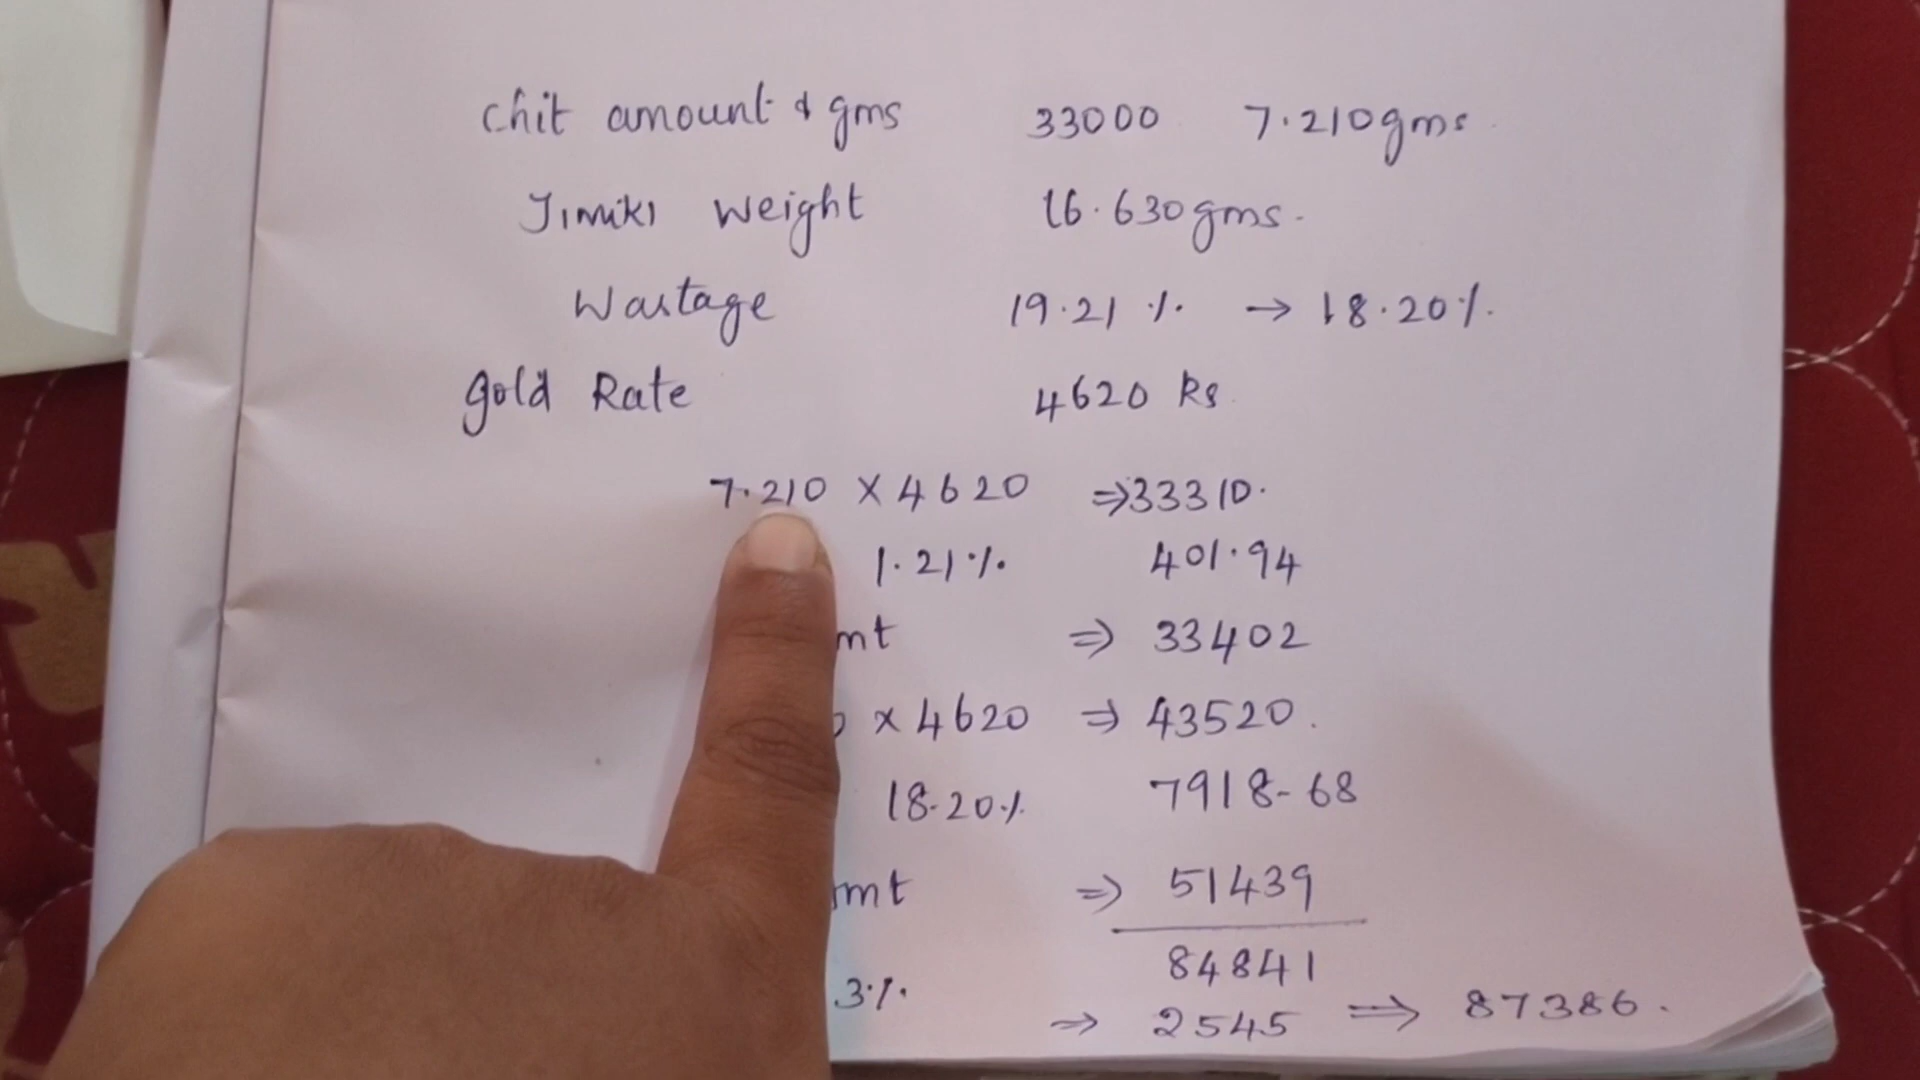 Chit amount & gms 33000 7.210gms
Jimiki Weight 16.630gms.
Wastage 19.21 % → 18.20%.
Gold Rate 4620 Rs
7.210 X 4620 ⇒ 33310.
1.21% 401.94
mt ⇒ 33402
x 4620 ⇒ 43520.
18.20% 7918-68
mt ⇒ 51439
84841
3%. ⇒ 2545 ⇒ 87386.